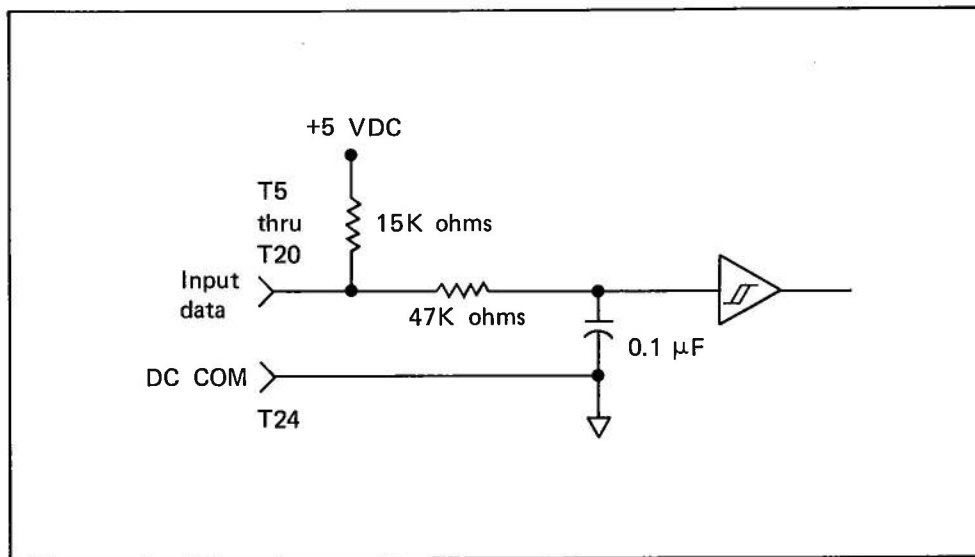 +5 VDC
T5
thru
T20
15K ohms
Input
data
47K ohms
0.1 μF
DC COM
T24